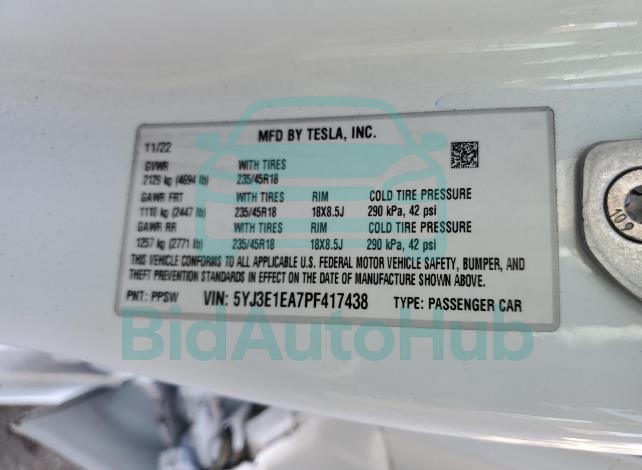 MFD BY TESLA, INC.
11/22
GVWR WITH TIRES
2129 kg (4694 lb) 235/45R18
GAWR FRT WITH TIRES RIM COLD TIRE PRESSURE
1110 kg (2447 lb) 235/45R18 18X8.5J 290 kPa, 42 psi
GAWR RR WITH TIRES RIM COLD TIRE PRESSURE
1257 kg (2771 lb) 235/45R18 18X8.5J 290 kPa, 42 psi
THIS VEHICLE CONFORMS TO ALL APPLICABLE U.S. FEDERAL MOTOR VEHICLE SAFETY, BUMPER, AND
THEFT PREVENTION STANDARDS IN EFFECT ON THE DATE OF MANUFACTURE SHOWN ABOVE.
PNT: PPSW VIN: 5YJ3E1EA7PF417438 TYPE: PASSENGER CAR
BidAutoHub
10.9